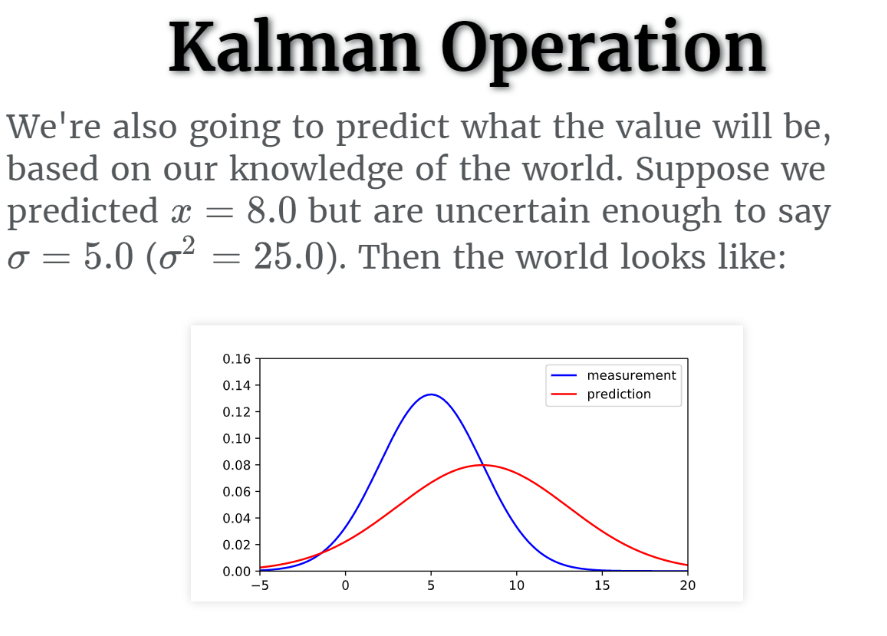 Kalman Operation
We're also going to predict what the value will be,
based on our knowledge of the world. Suppose we
predicted x = 8.0 but are uncertain enough to say
σ = 5.0 (σ² = 25.0). Then the world looks like:
0.16
0.14
0.12
0.10
0.08
0.06
0.04
0.02
0.00
measurement
prediction
−5 0 5 10 15 20